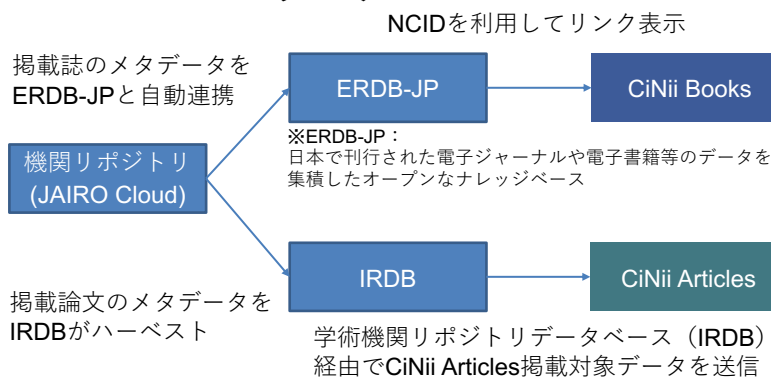 NCIDを利用してリンク表示
掲載誌のメタデータを
ERDB-JPと自動連携
ERDB-JP
CiNii Books
※ERDB-JP：
日本で刊行された電子ジャーナルや電子書籍等のデータを
集積したオープンなナレッジベース
機関リポジトリ
(JAIRO Cloud)
IRDB
CiNii Articles
掲載論文のメタデータを
IRDBがハーベスト
学術機関リポジトリデータベース（IRDB）
経由でCiNii Articles掲載対象データを送信